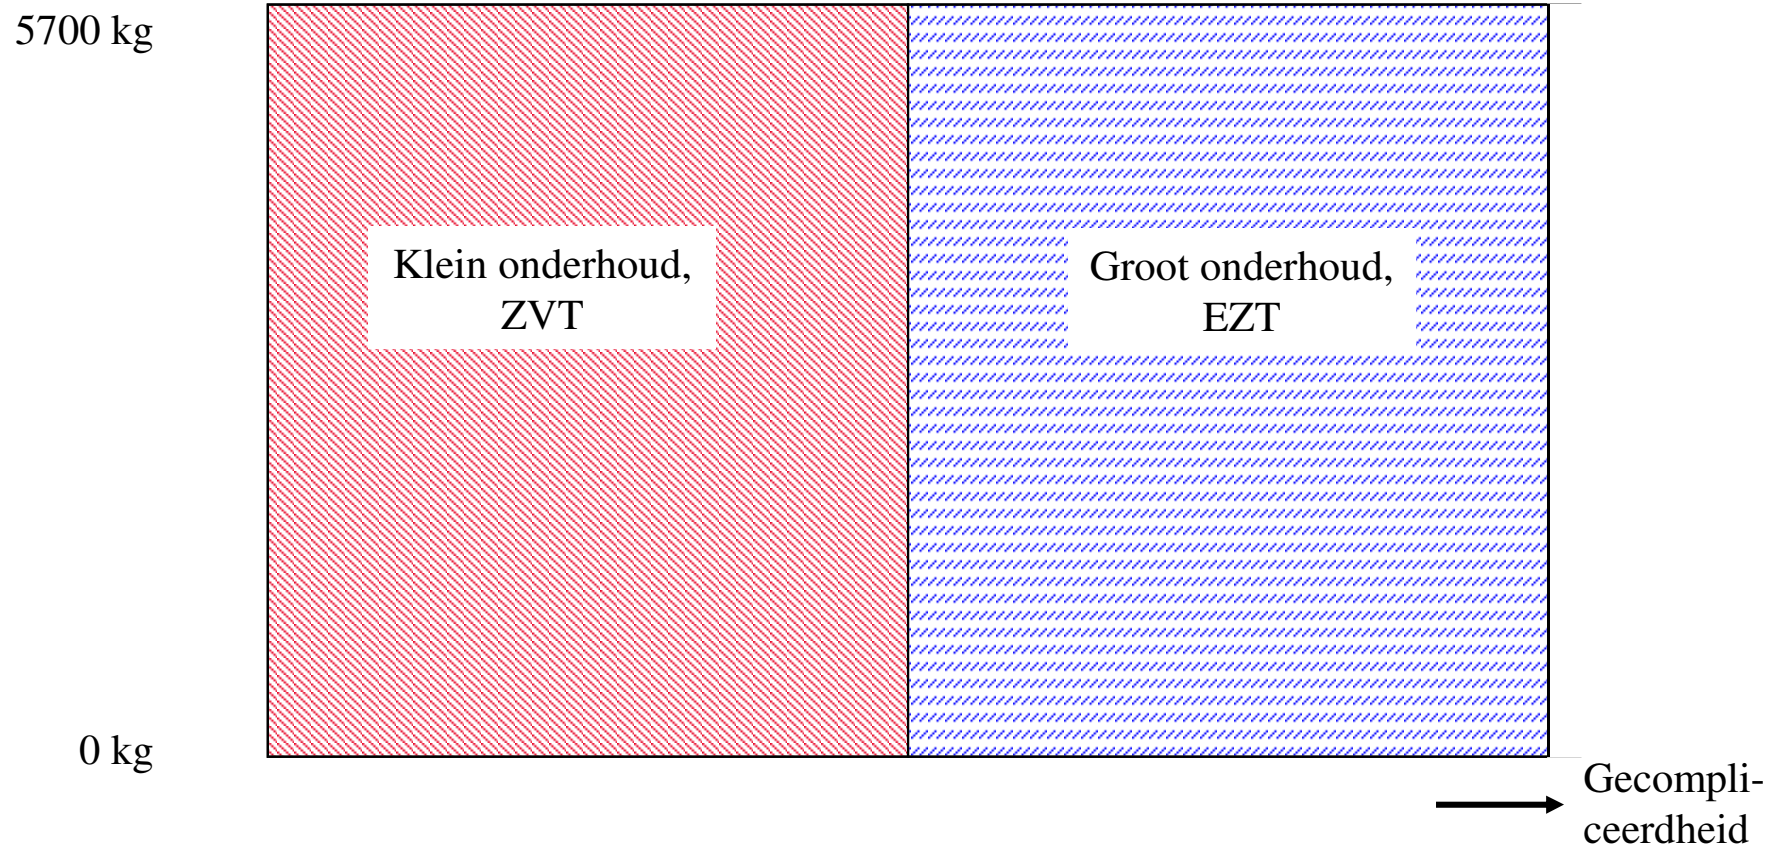 5700 kg
Klein onderhoud,
ZVT
Groot onderhoud,
EZT
0 kg
Gecompli-
ceerdheid